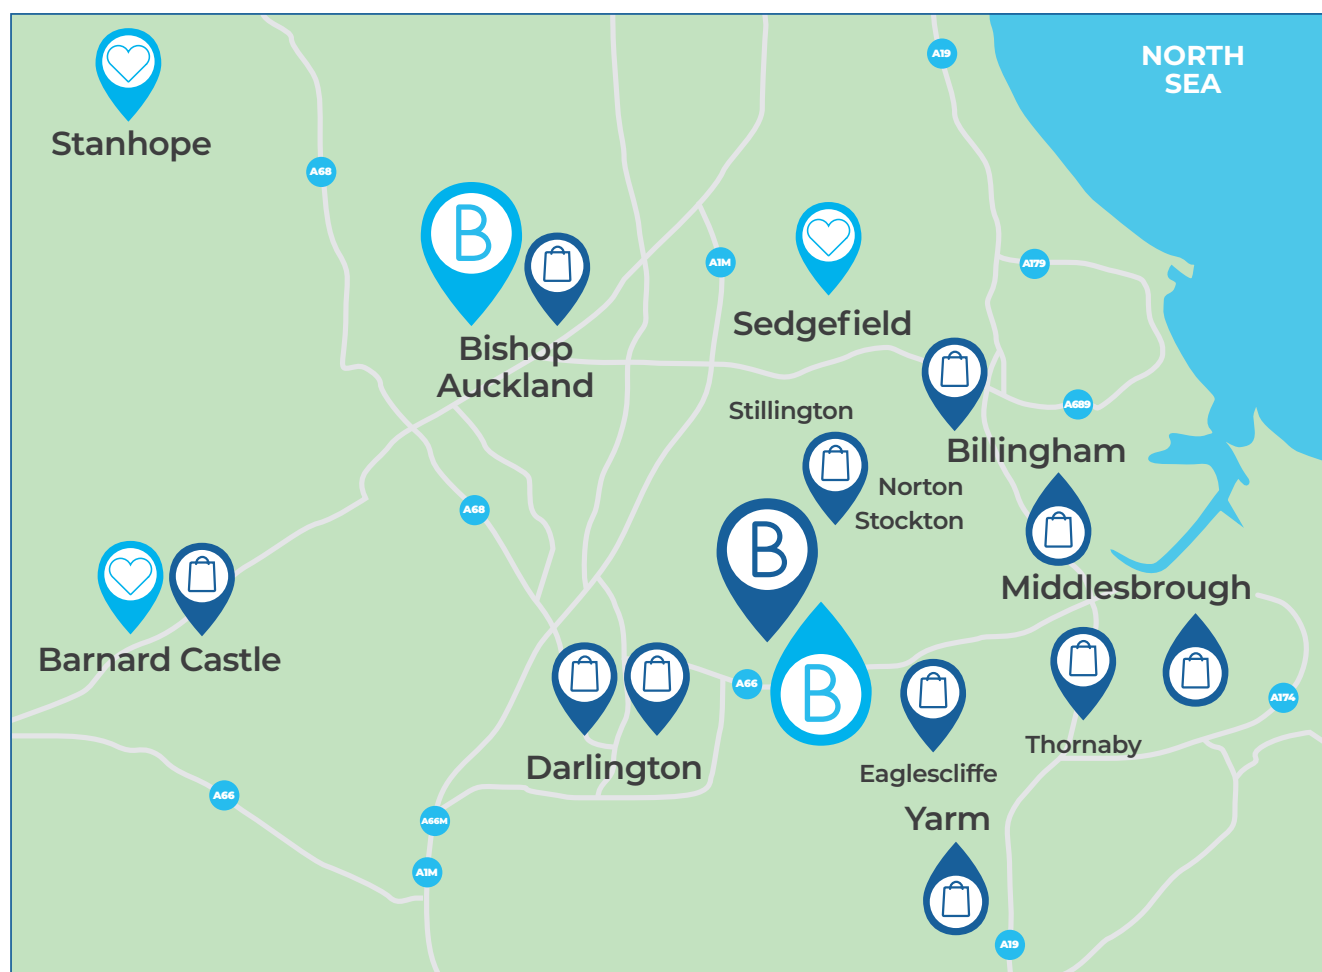 NORTH
SEA
A19
Stanhope
A68
B
A1M
A179
Sedgefield
Bishop
Auckland
Stillington
A689
Billingham
Norton
Stockton
A68
B
Middlesbrough
Barnard Castle
A66
B
A174
Thornaby
Darlington
Eaglescliffe
A66
Yarm
A66M
A1M
A19